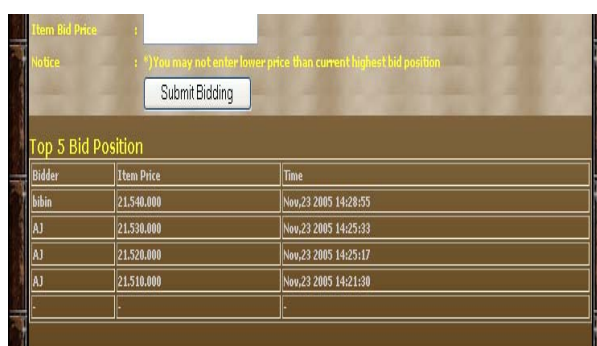 Item Bid Price :
Notice : *)You may not enter lower price than current highest bid position
Submit Bidding
Top 5 Bid Position
Bidder Item Price Time
bibin 21.540.000 Nov,23 2005 14:28:55
AJ 21.530.000 Nov,23 2005 14:25:33
AJ 21.520.000 Nov,23 2005 14:25:17
AJ 21.510.000 Nov,23 2005 14:21:30
- - -